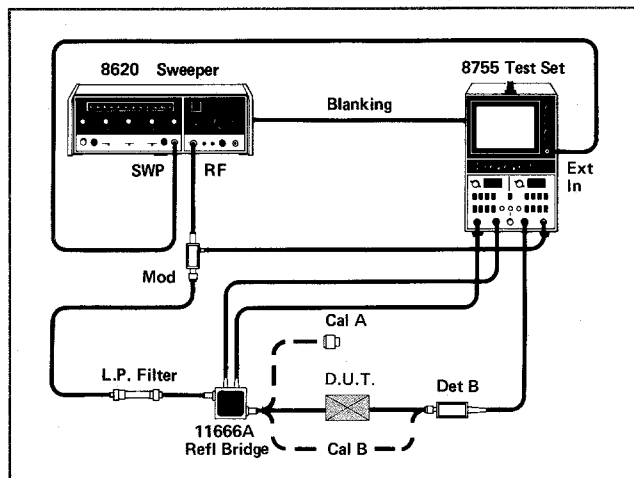 8620 Sweeper
8755 Test Set
Blanking
SWP
RF
Ext
In
Mod
Cal A
L.P. Filter
D.U.T.
Det B
11666A
Refl Bridge
Cal B